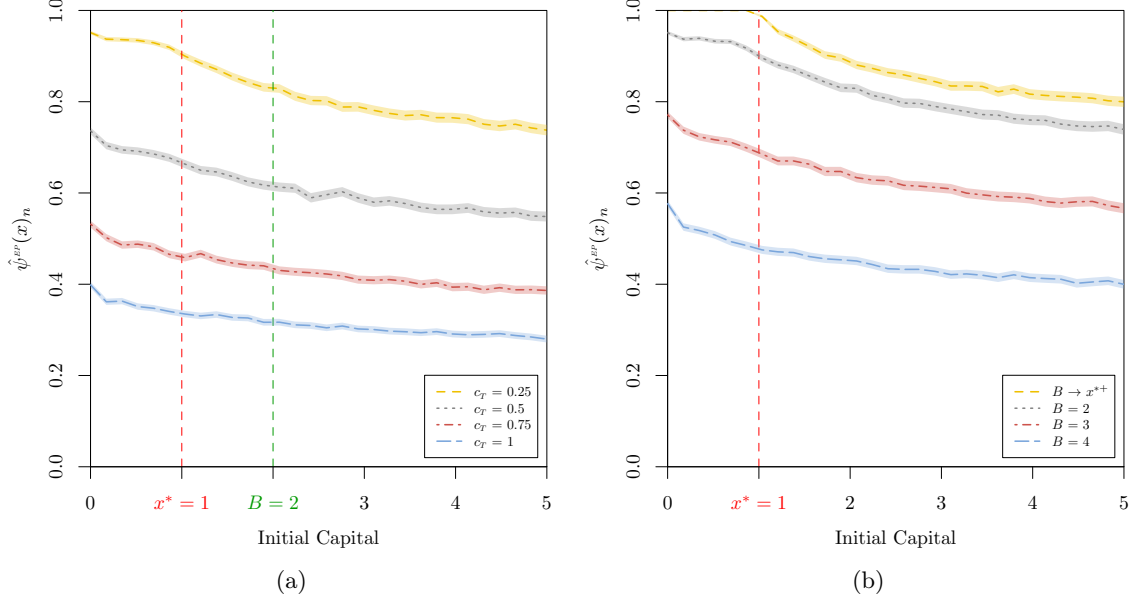 1.0
0.8
0.6
0.4
0.2
0.0
ψ̂ᴱᴾ(x)ₙ
c_T = 0.25
c_T = 0.5
c_T = 0.75
c_T = 1
0 x* = 1 B = 2 3 4 5
Initial Capital
(a)
1.0
0.8
0.6
0.4
0.2
0.0
ψ̂ᴱᴾ(x)ₙ
B → x*⁺
B = 2
B = 3
B = 4
0 x* = 1 2 3 4 5
Initial Capital
(b)